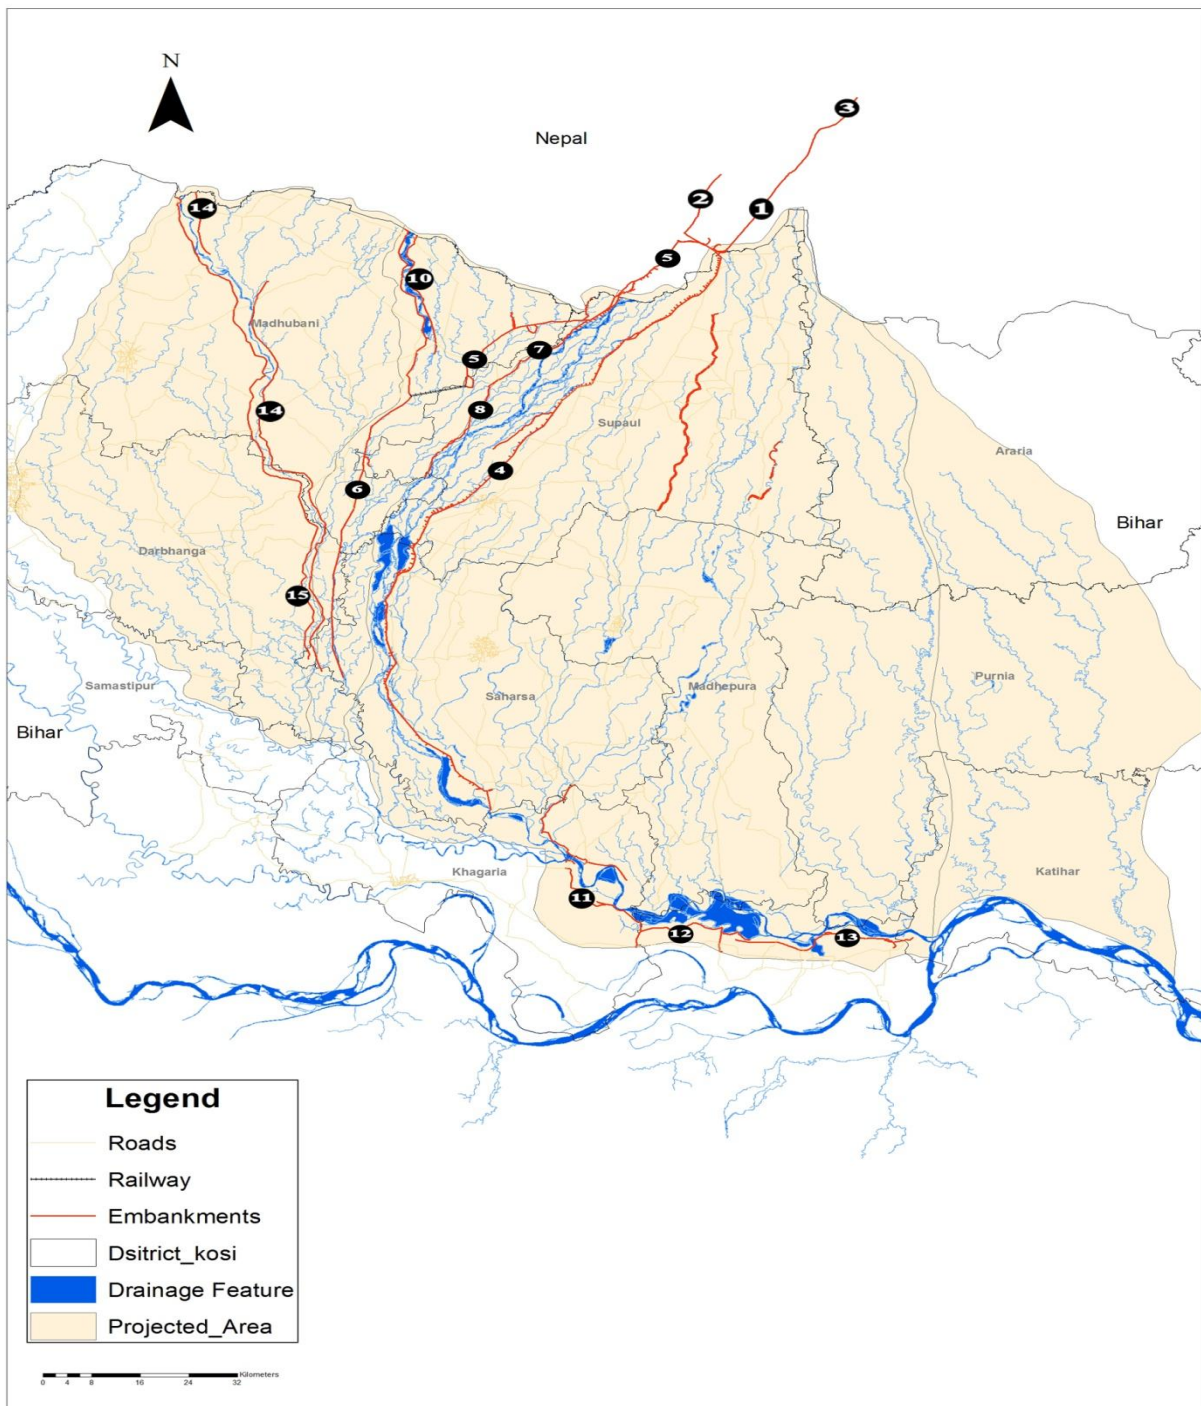 N
3
Nepal
2
1
14
5
10
Madhubani
7
5
8
14
Supaul
4
Araria
6
Bihar
Darbhanga
15
Samastipur
Saharsa
Madhepura
Purnia
Bihar
Khagaria
Katihar
11
12
13
Legend
Roads
Railway
Embankments
Dsitrict_kosi
Drainage Feature
Projected_Area
Kilometers
0 4 8 16 24 32